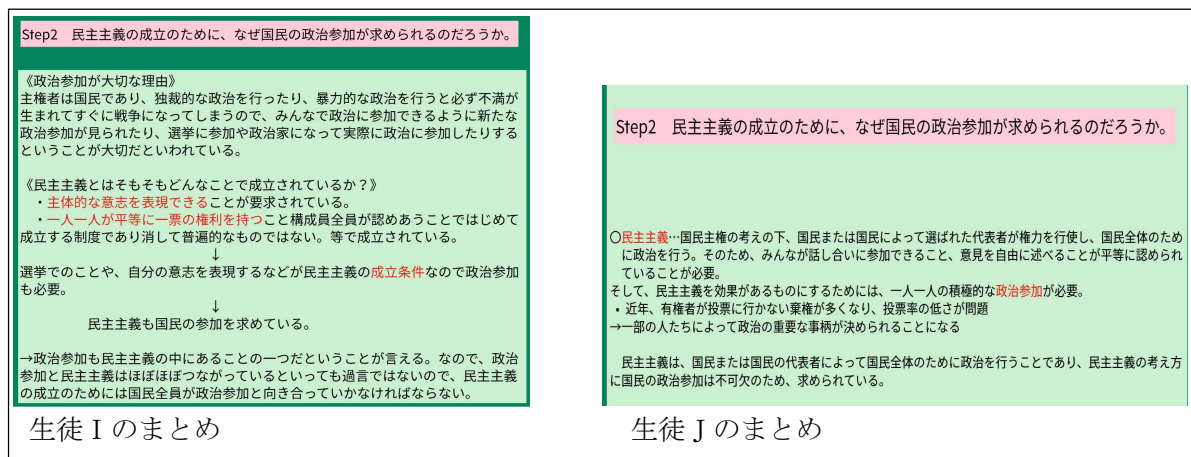 Step2 民主主義の成立のために、なぜ国民の政治参加が求められるのだろうか。
《政治参加が大切な理由》
主権者は国民であり、独裁的な政治を行ったり、暴力的な政治を行うと必ず不満が
生まれてすぐに戦争になってしまうので、みんなで政治に参加できるように新たな
政治参加が見られたり、選挙に参加や政治家になって実際に政治に参加したりする
ということが大切だといわれている。
《民主主義とはそもそもどんなことで成立されているか？》
・主体的な意志を表現できることが要求されている。
・一人一人が平等に一票の権利を持つこと構成員全員が認めあうことではじめて
成立する制度であり消して普遍的なものではない。等で成立されている。
↓
選挙でのことや、自分の意志を表現するなどが民主主義の成立条件なので政治参加
も必要。
↓
民主主義も国民の参加を求めている。
→政治参加も民主主義の中にあることの一つだということが言える。なので、政治
参加と民主主義はほぼほぼつながっているといっても過言ではないので、民主主義
の成立のためには国民全員が政治参加と向き合っていかなければならない。
生徒 I のまとめ
Step2 民主主義の成立のために、なぜ国民の政治参加が求められるのだろうか。
〇民主主義…国民主権の考えの下、国民または国民によって選ばれた代表者が権力を行使し、国民全体のため
に政治を行う。そのため、みんなが話し合いに参加できること、意見を自由に述べることが平等に認められ
ていることが必要。
そして、民主主義を効果があるものにするためには、一人一人の積極的な政治参加が必要。
• 近年、有権者が投票に行かない棄権が多くなり、投票率の低さが問題
→一部の人たちによって政治の重要な事柄が決められることになる
民主主義は、国民または国民の代表者によって国民全体のために政治を行うことであり、民主主義の考え方
に国民の政治参加は不可欠のため、求められている。
生徒 J のまとめ